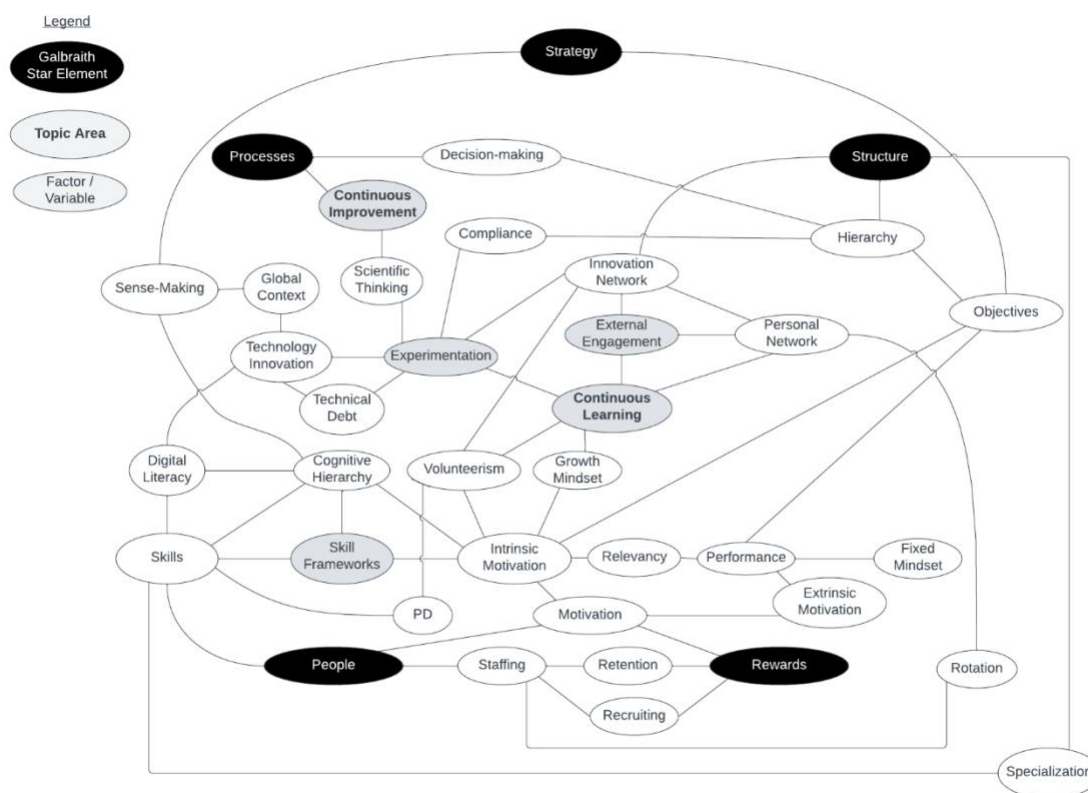 Legend
Galbraith
Star Element
Topic Area
Factor /
Variable
Strategy
Processes
Decision-making
Structure
Continuous
Improvement
Compliance
Hierarchy
Sense-Making
Global
Context
Scientific
Thinking
Innovation
Network
Objectives
Technology
Innovation
Experimentation
External
Engagement
Personal
Network
Technical
Debt
Continuous
Learning
Digital
Literacy
Cognitive
Hierarchy
Volunteerism
Growth
Mindset
Skills
Skill
Frameworks
Intrinsic
Motivation
Relevancy
Performance
Fixed
Mindset
PD
Motivation
Extrinsic
Motivation
People
Staffing
Retention
Rewards
Rotation
Recruiting
Specialization